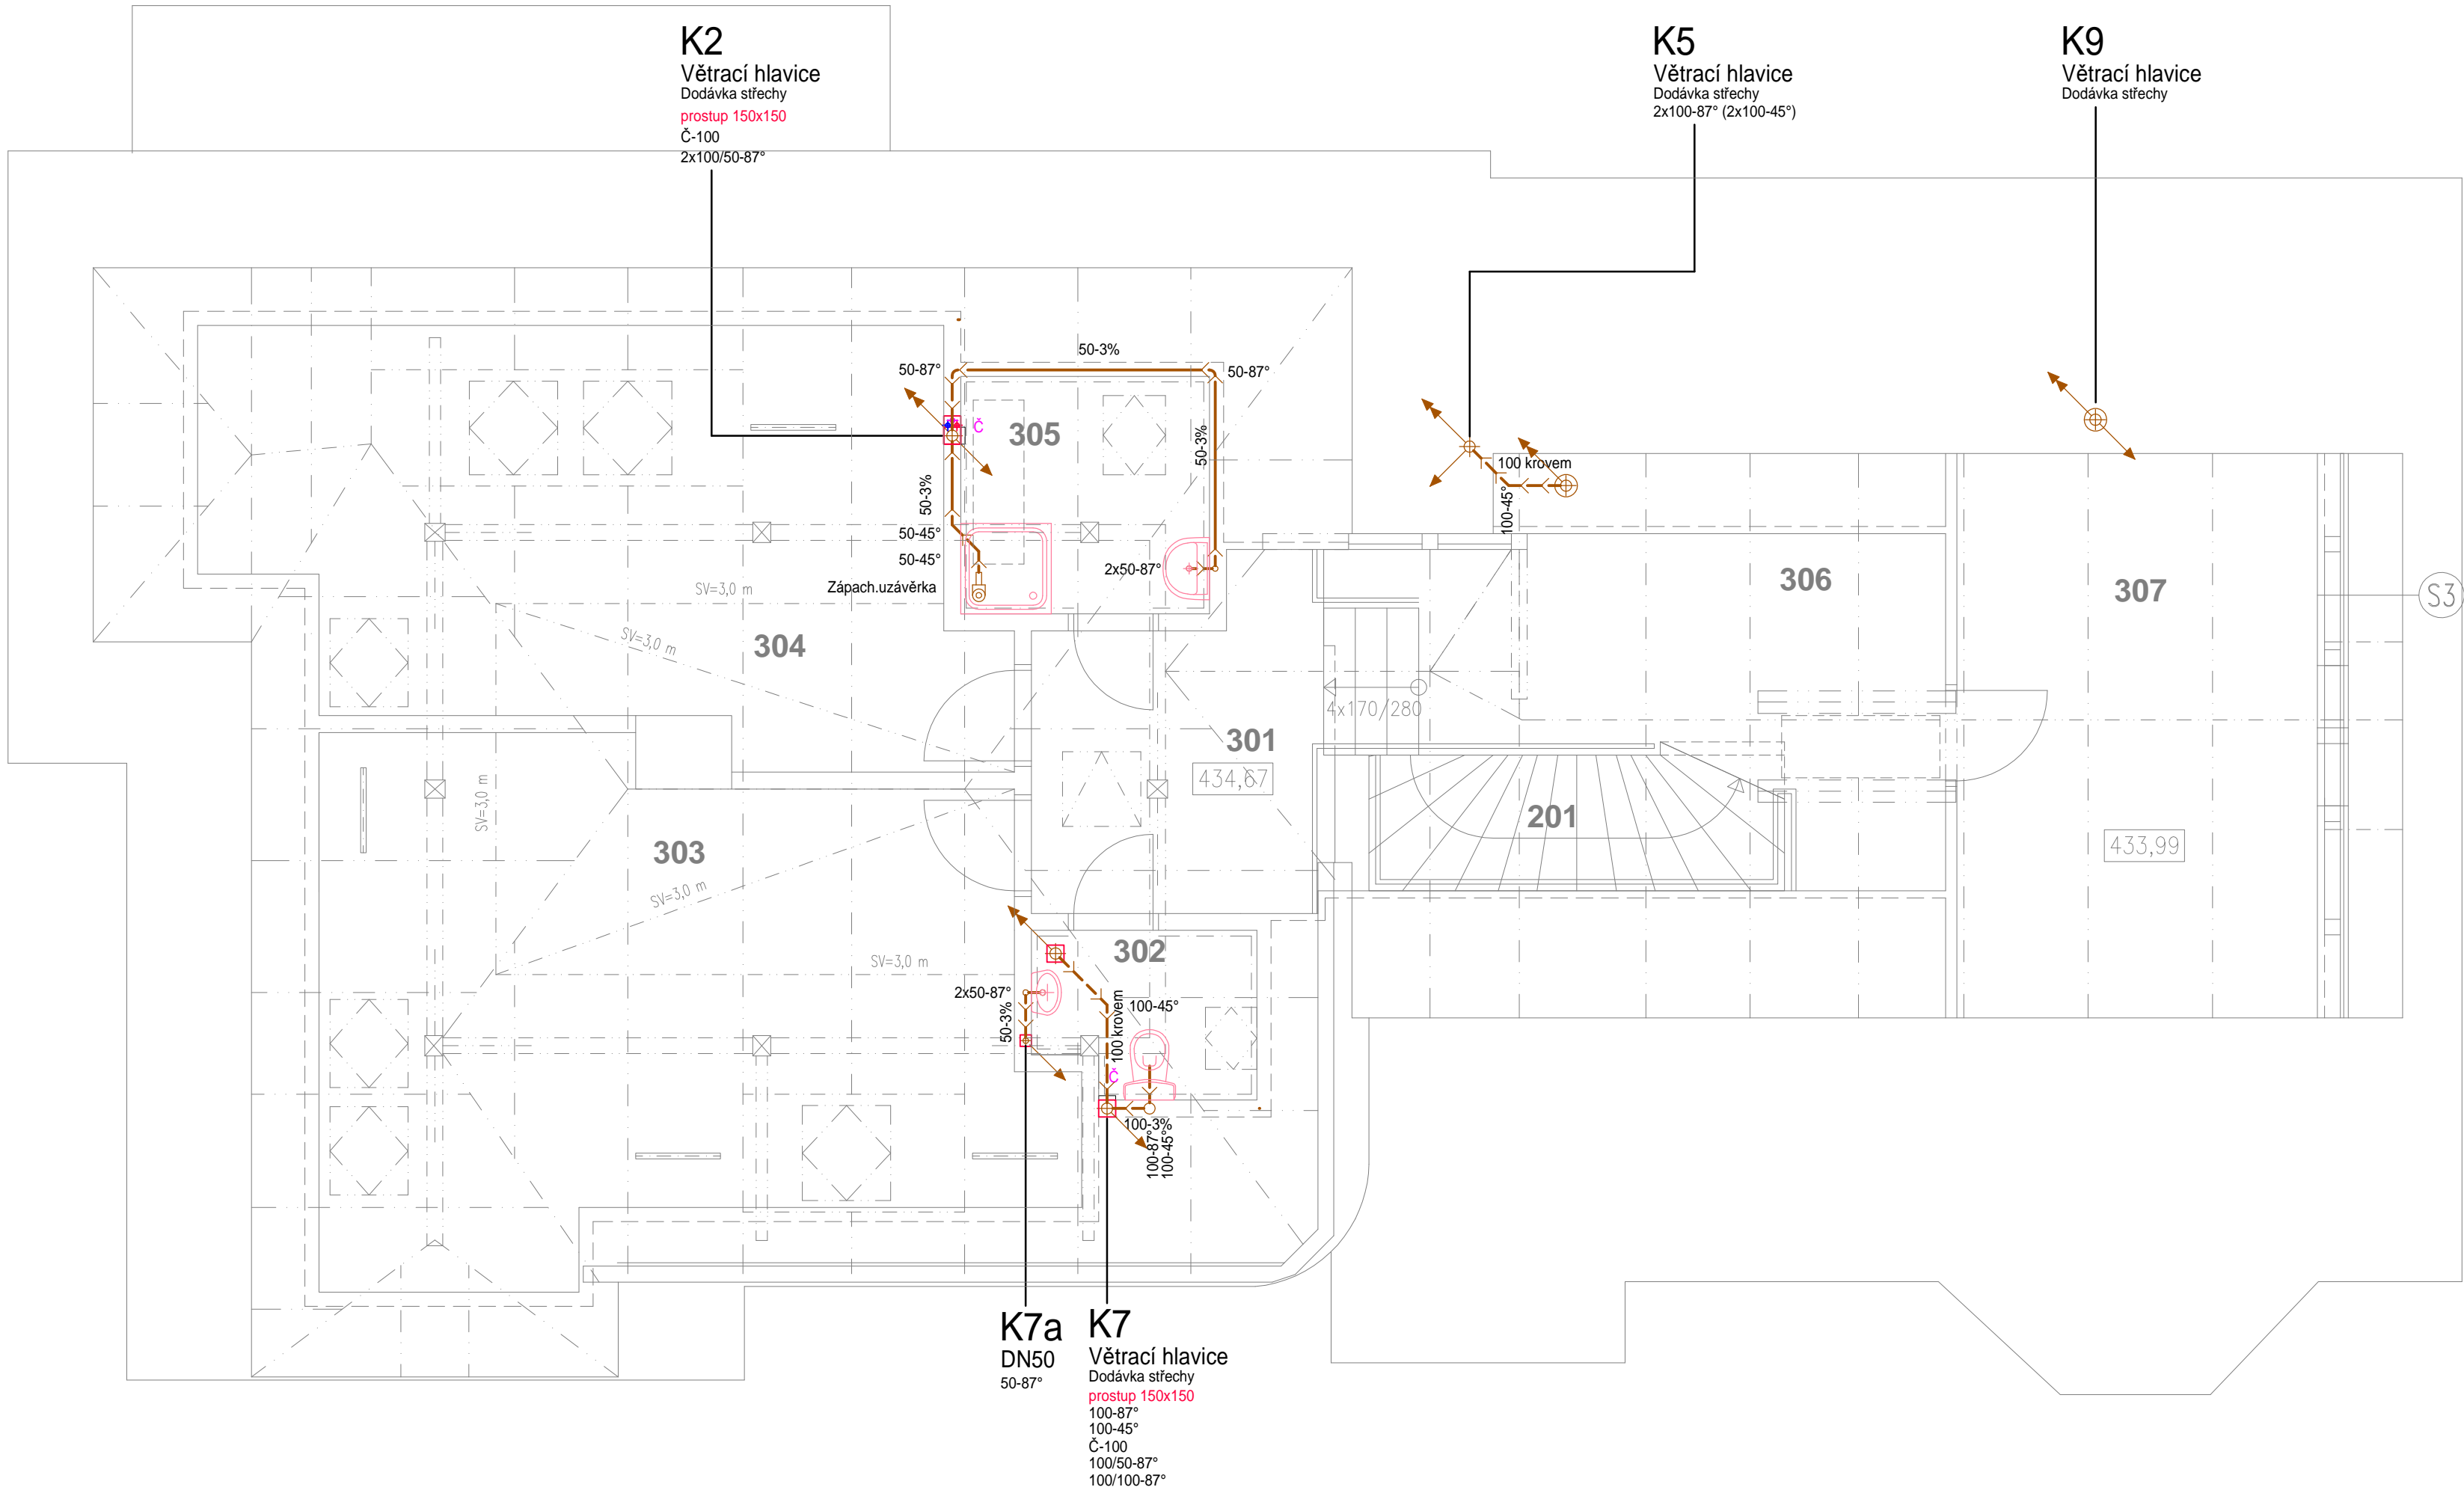 K2
Větrací hlavice
Dodávka střechy
prostup 150x150
Č-100
2x100/50-87°
K5
Větrací hlavice
Dodávka střechy
2x100-87° (2x100-45°)
K9
Větrací hlavice
Dodávka střechy
50-3%
50-87°
50-87°
Č
305
50-3%
50-3%
100 krovem
100-45°
50-45°
50-45°
2x50-87°
Zápach.uzávěrka
SV=3,0 m
SV=3,0 m
304
306
307
S3
4x170/280
301
434,67
SV=3,0 m
201
303
433,99
SV=3,0 m
302
SV=3,0 m
2x50-87°
50-3%
100-45°
100 krovem
Č
100-3%
100-87°
100-45°
K7a
DN50
50-87°
K7
Větrací hlavice
Dodávka střechy
prostup 150x150
100-87°
100-45°
Č-100
100/50-87°
100/100-87°